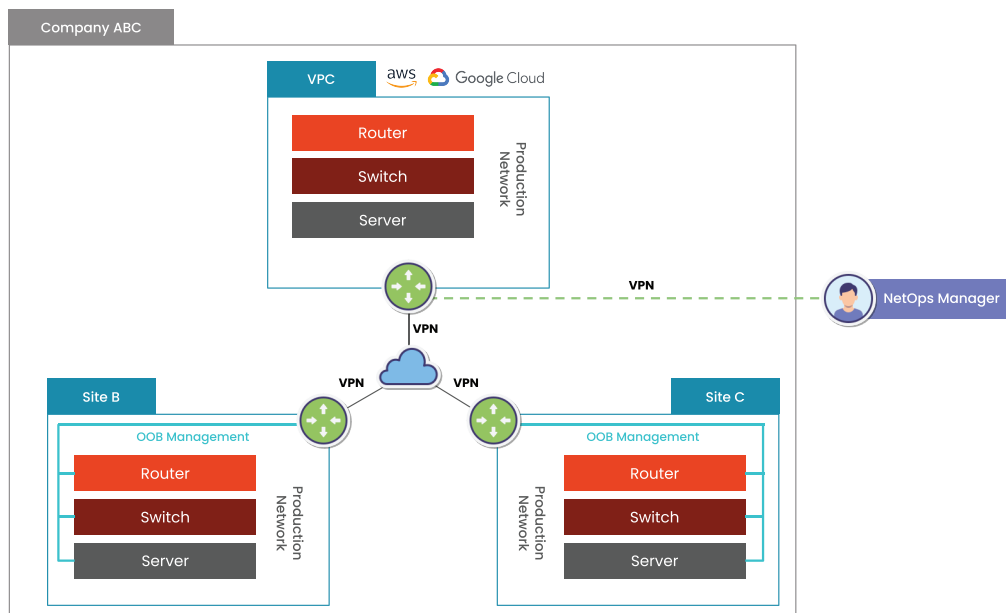 Company ABC
VPC
aws
Google Cloud
Router
Switch
Server
Production
Network
VPN
NetOps Manager
VPN
VPN
VPN
Site B
OOB Management
Router
Switch
Server
Production
Network
Site C
OOB Management
Production
Network
Router
Switch
Server